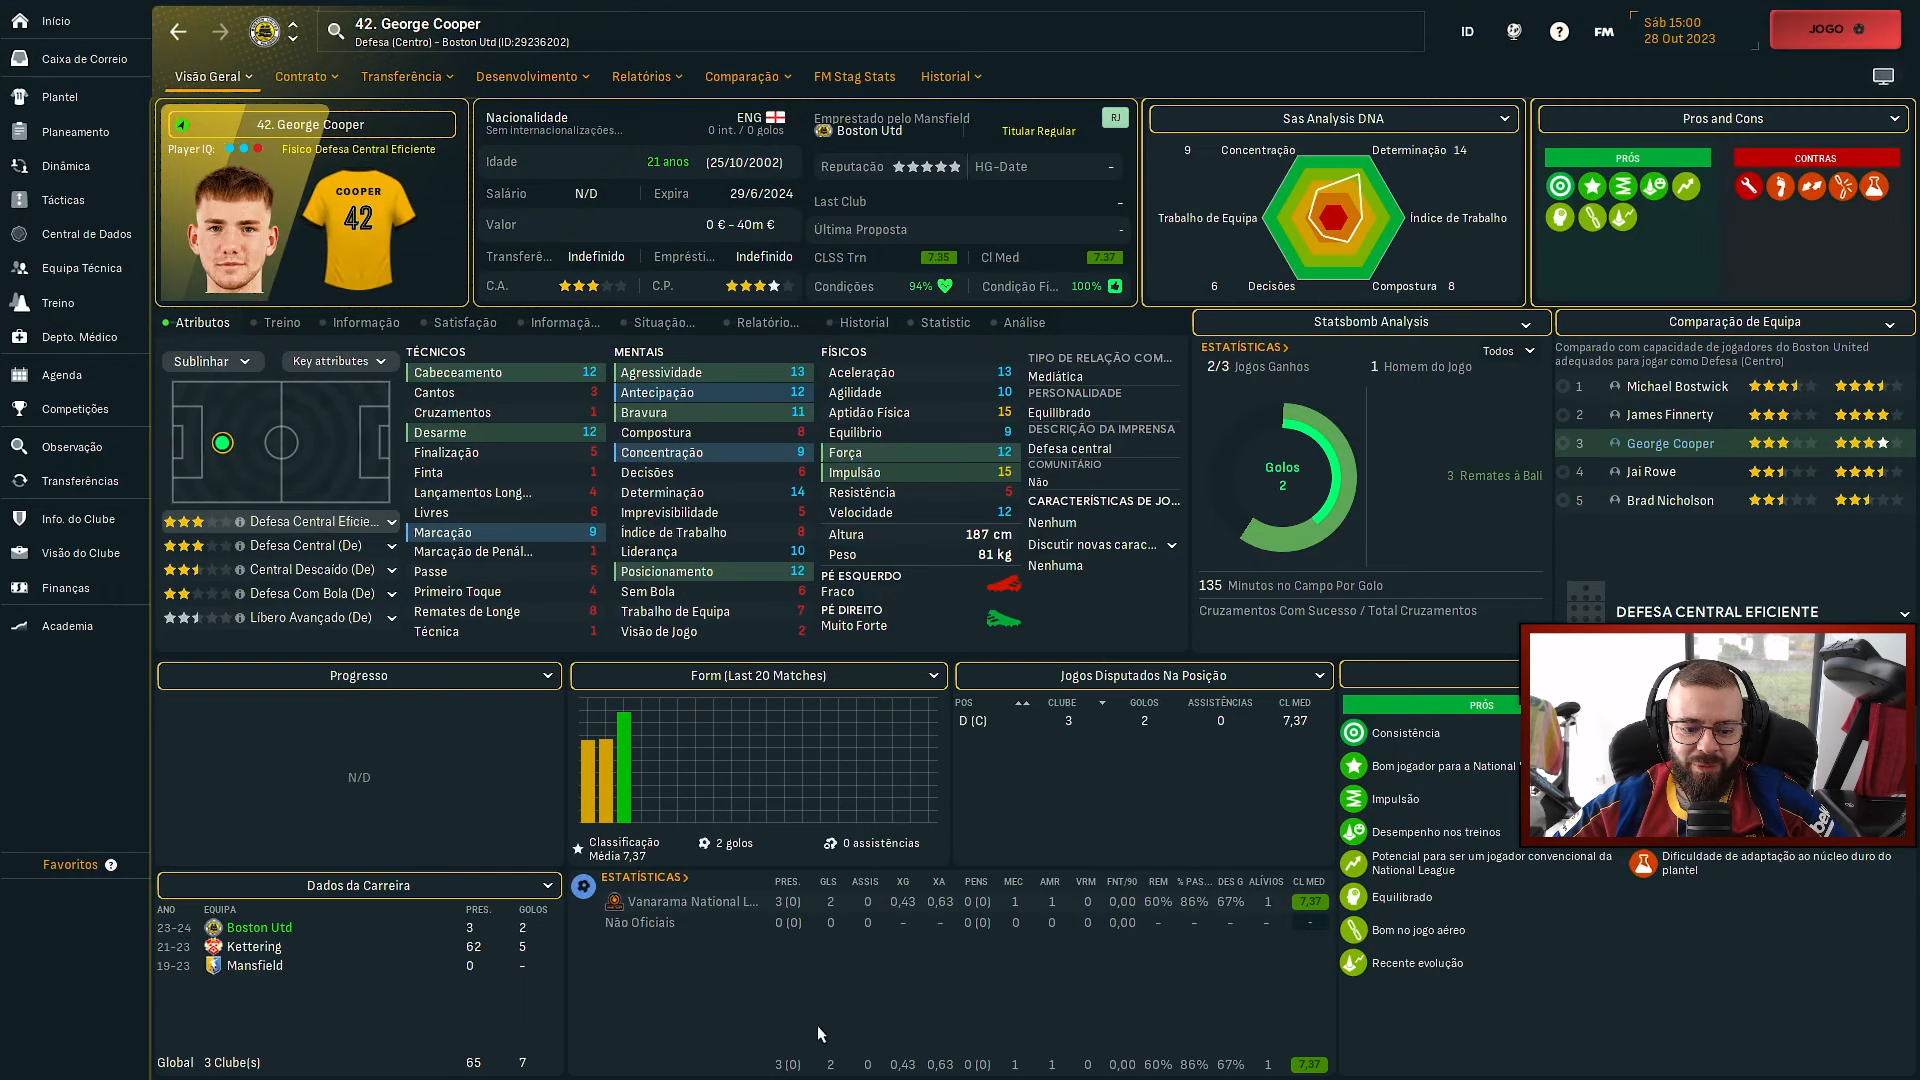 Início
Caixa de Correio
Plantel
Planeamento
Dinâmica
Tácticas
Central de Dados
Equipa Técnica
Treino
Depto. Médico
Agenda
Competições
Observação
Transferências
Info. do Clube
Visão do Clube
Finanças
Academia
Favoritos ?
42. George Cooper
Defesa (Centro) - Boston Utd (ID:29236202)
ID
?
FM
Sáb 15:00
28 Out 2023
JOGO
Visão Geral
Contrato
Transferência
Desenvolvimento
Relatórios
Comparação
FM Stag Stats
Historial
42. George Cooper
Player IQ:
Físico Defesa Central Eficiente
COOPER
42
Nacionalidade
Sem internacionalizações...
ENG
0 int. / 0 golos
Idade 21 anos (25/10/2002)
Salário N/D Expira 29/6/2024
Valor 0 € - 40m €
Transferê... Indefinido Emprésti... Indefinido
C.A. C.P.
Emprestado pelo Mansfield
Boston Utd
Titular Regular
RJ
Reputação HG-Date -
Last Club -
Última Proposta -
CLSS Trn 7.35 Cl Med 7.37
Condições 94% Condição Fí... 100%
Sas Analysis DNA
9 Concentração Determinação 14
Trabalho de Equipa Índice de Trabalho
6 Decisões Compostura 8
Pros and Cons
PRÓS CONTRAS
Atributos
Treino
Informação
Satisfação
Informaçã...
Situação...
Relatório...
Historial
Statistic
Análise
Sublinhar
Key attributes
Defesa Central Eficie...
Defesa Central (De)
Central Descaído (De)
Defesa Com Bola (De)
Líbero Avançado (De)
TÉCNICOS
Cabeceamento 12
Cantos 3
Cruzamentos 1
Desarme 12
Finalização 5
Finta 1
Lançamentos Long... 4
Livres 6
Marcação 9
Marcação de Penál... 1
Passe 5
Primeiro Toque 4
Remates de Longe 8
Técnica 1
MENTAIS
Agressividade 13
Antecipação 12
Bravura 11
Compostura 8
Concentração 9
Decisões 6
Determinação 14
Imprevisibilidade 5
Índice de Trabalho 8
Liderança 10
Posicionamento 12
Sem Bola 6
Trabalho de Equipa 7
Visão de Jogo 2
FÍSICOS
Aceleração 13
Agilidade 10
Aptidão Física 15
Equilíbrio 9
Força 12
Impulsão 15
Resistência 5
Velocidade 12
Altura 187 cm
Peso 81 kg
PÉ ESQUERDO
Fraco
PÉ DIREITO
Muito Forte
TIPO DE RELAÇÃO COM...
Mediática
PERSONALIDADE
Equilibrado
DESCRIÇÃO DA IMPRENSA
Defesa central
COMUNITÁRIO
Não
CARACTERÍSTICAS DE JO...
Nenhum
Discutir novas carac...
Nenhuma
Statsbomb Analysis
ESTATÍSTICAS
Todos
2/3 Jogos Ganhos
1 Homem do Jogo
Golos
2
3 Remates á Bali
135 Minutos no Campo Por Golo
Cruzamentos Com Sucesso / Total Cruzamentos
Comparação de Equipa
Comparado com capacidade de jogadores do Boston United
adequados para jogar como Defesa (Centro)
1 Michael Bostwick
2 James Finnerty
3 George Cooper
4 Jai Rowe
5 Brad Nicholson
DEFESA CENTRAL EFICIENTE
Progresso
N/D
Form (Last 20 Matches)
Classificação
Média 7,37
2 golos
0 assistências
Jogos Disputados Na Posição
POS CLUBE GOLOS ASSISTÊNCIAS CL MED
D (C) 3 2 0 7,37
PRÓS
Consistência
Bom jogador para a National
Impulsão
Desempenho nos treinos
Potencial para ser um jogador convencional da
National League
Equilibrado
Bom no jogo aéreo
Recente evolução
Dificuldade de adaptação ao núcleo duro do
plantel
Dados da Carreira
ANO EQUIPA PRES. GOLOS
23-24 Boston Utd 3 2
21-23 Kettering 62 5
19-23 Mansfield 0 -
Global 3 Clube(s) 65 7
ESTATÍSTICAS PRES. GLS ASSIS XG XA PENS MEC AMR VRM FNT/90 REM % PAS... DES G ALÍVIOS CL MED
Vanarama National L... 3 (0) 2 0 0,43 0,63 0 (0) 1 1 0 0,00 60% 86% 67% 1 7,37
Não Oficiais 0 (0) 0 0 - - 0 (0) 0 0 0 0,00 - - - - -
3 (0) 2 0 0,43 0,63 0 (0) 1 1 0 0,00 60% 86% 67% 1 7,37